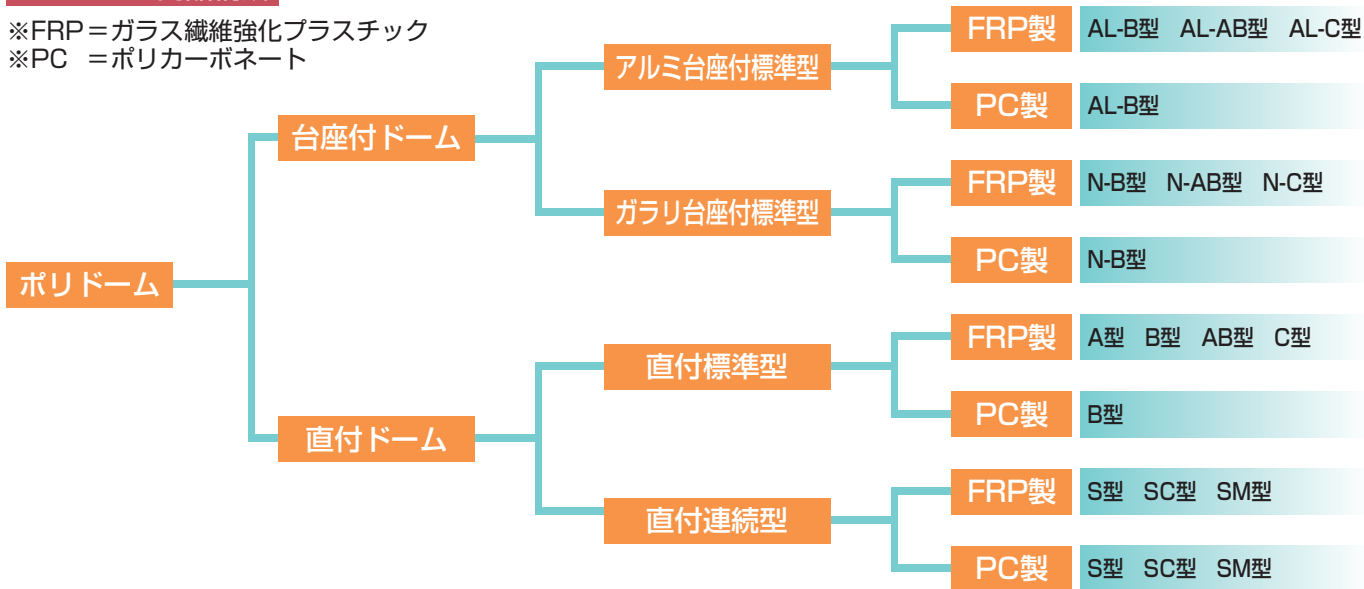 ※FRP＝ガラス繊維強化プラスチック
※PC ＝ポリカーボネート
ポリドーム
台座付ドーム
アルミ台座付標準型
FRP製 AL-B型 AL-AB型 AL-C型
PC製 AL-B型
ガラリ台座付標準型
FRP製 N-B型 N-AB型 N-C型
PC製 N-B型
直付ドーム
直付標準型
FRP製 A型 B型 AB型 C型
PC製 B型
直付連続型
FRP製 S型 SC型 SM型
PC製 S型 SC型 SM型